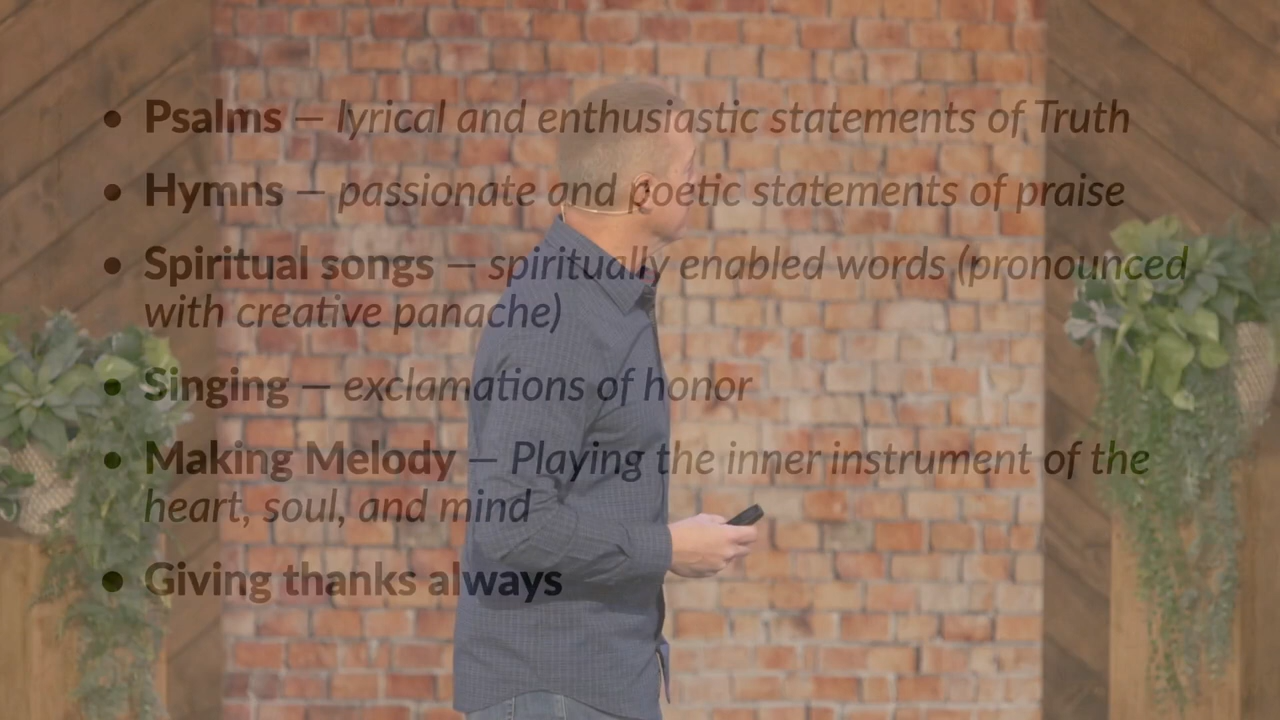 • Psalms — lyrical and enthusiastic statements of Truth
• Hymns — passionate and poetic statements of praise
• Spiritual songs — spiritually enabled words (pronounced
with creative panache)
• Singing — exclamations of honor
• Making Melody — Playing the inner instrument of the
heart, soul, and mind
• Giving thanks always